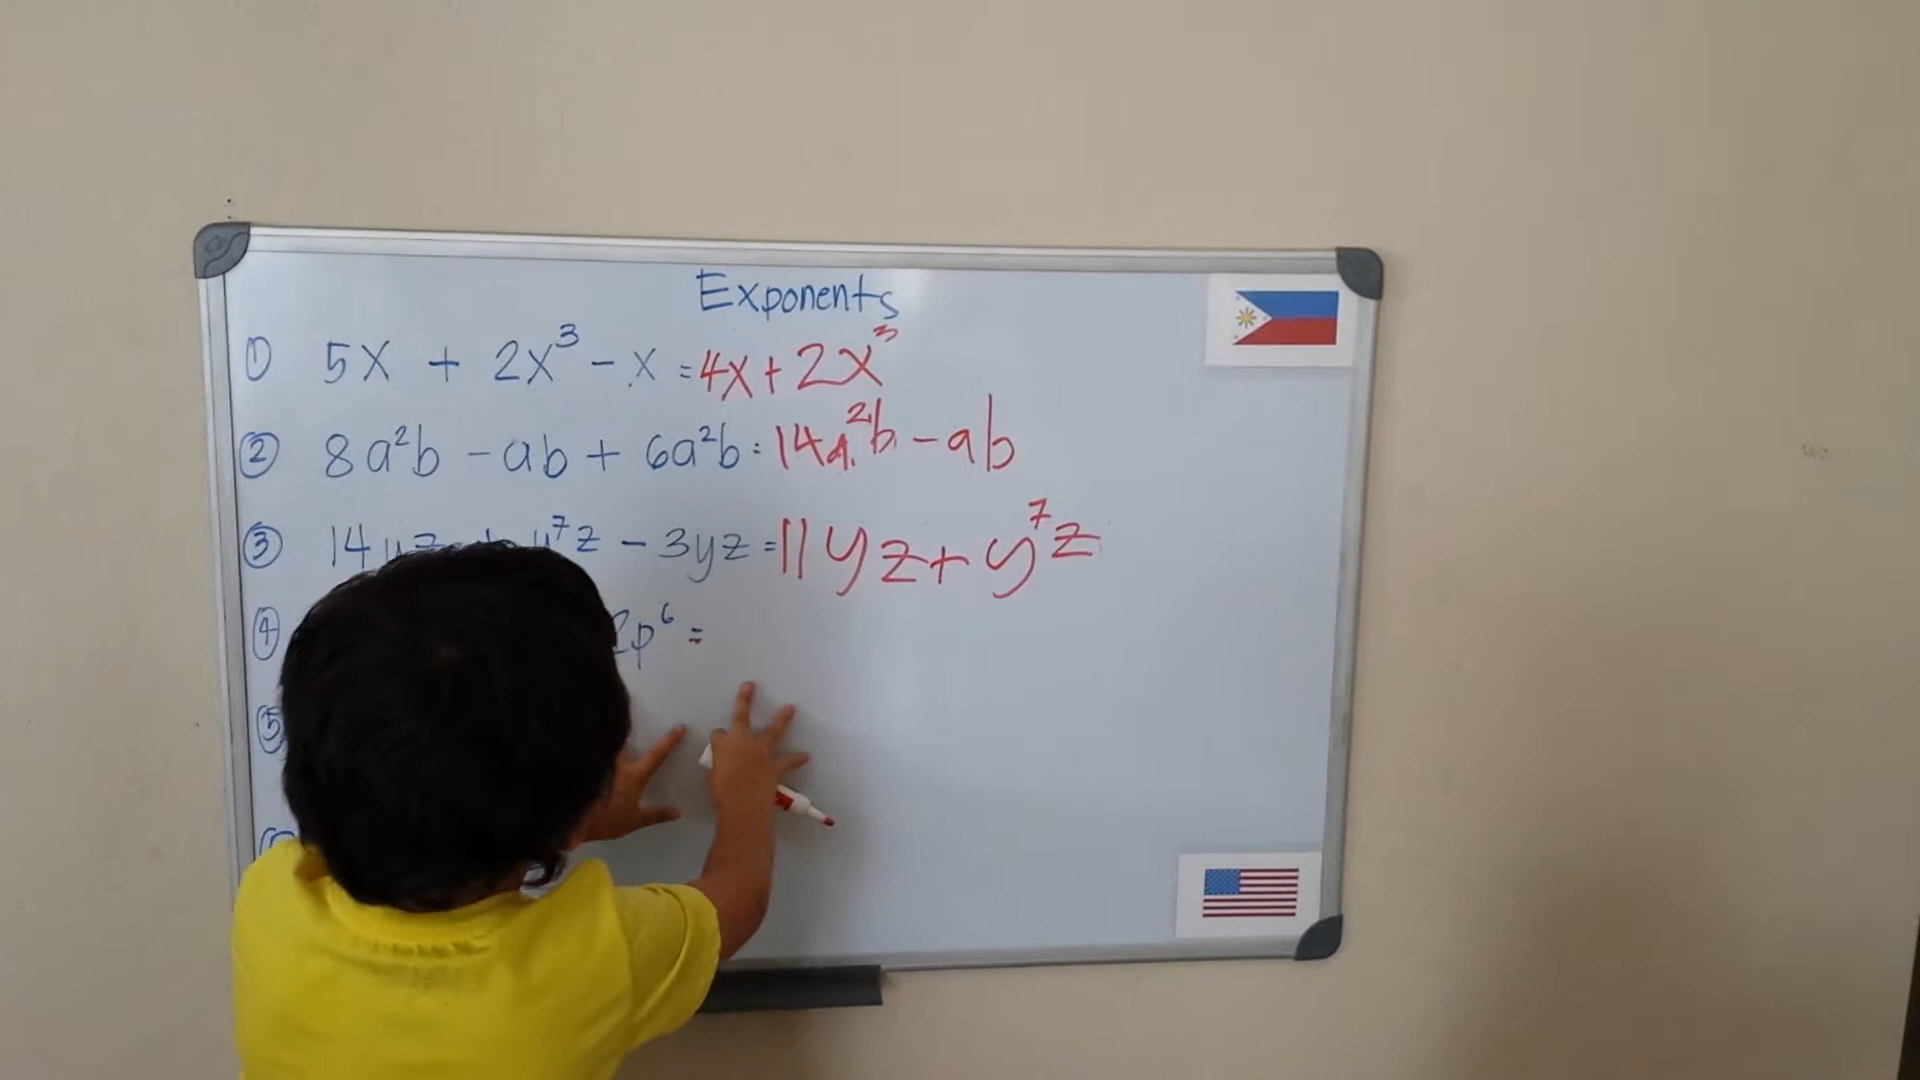 Exponents
① 5x + 2x³ - x = 4x + 2x³
② 8a²b - ab + 6a²b = 14a²b - ab
③ 14yz + y⁷z - 3yz = 11yz + y⁷z
④ 2p⁶ =
⑤